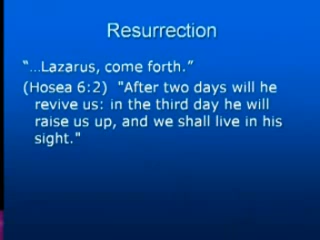 Resurrection
“…Lazarus, come forth.”
(Hosea 6:2)  "After two days will he
revive us: in the third day he will
raise us up, and we shall live in his
sight."